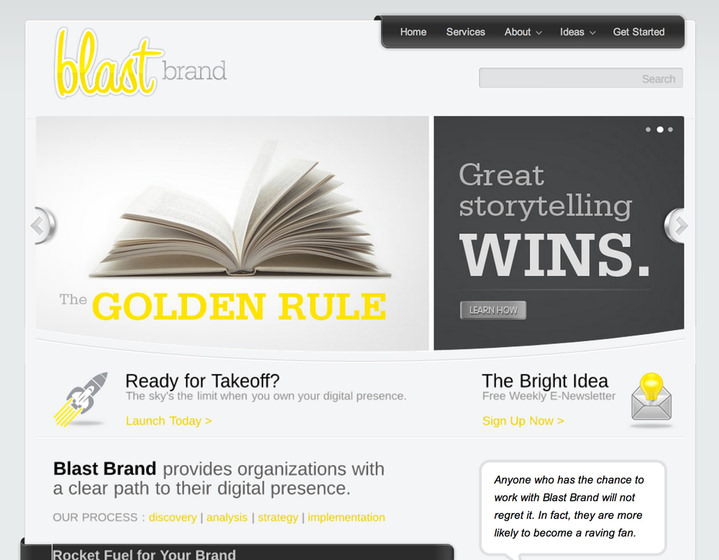 Home Services About Ideas Get Started
blast brand
Search
Great
storytelling
WINS.
The GOLDEN RULE
LEARN HOW
Ready for Takeoff?
The sky's the limit when you own your digital presence.
Launch Today >
The Bright Idea
Free Weekly E-Newsletter
Sign Up Now >
Blast Brand provides organizations with
a clear path to their digital presence.
OUR PROCESS : discovery | analysis | strategy | implementation
Anyone who has the chance to
work with Blast Brand will not
regret it. In fact, they are more
likely to become a raving fan.
Rocket Fuel for Your Brand